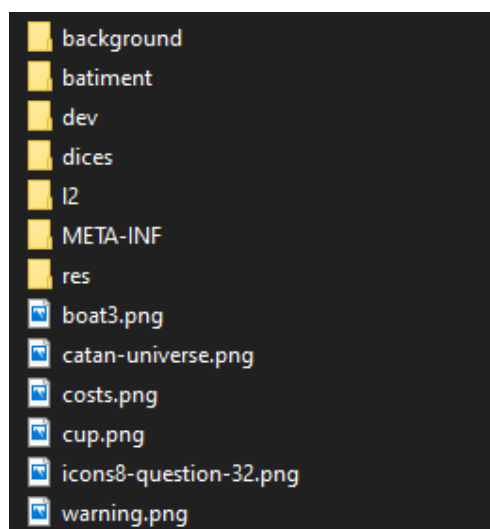 background
batiment
dev
dices
l2
META-INF
res
boat3.png
catan-universe.png
costs.png
cup.png
icons8-question-32.png
warning.png